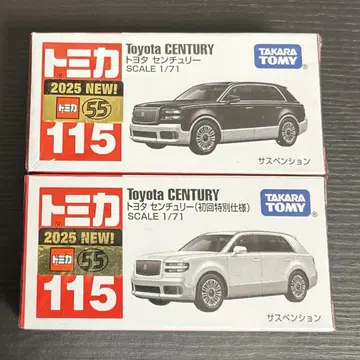 トミカ
2025 NEW!
トミカ 55
115
Toyota CENTURY
トヨタ センチュリー
SCALE 1/71
TAKARA
TOMY
サスペンション
トミカ
2025 NEW!
トミカ 55
115
Toyota CENTURY
トヨタ センチュリー(初回特別仕様)
SCALE 1/71
TAKARA
TOMY
サスペンション